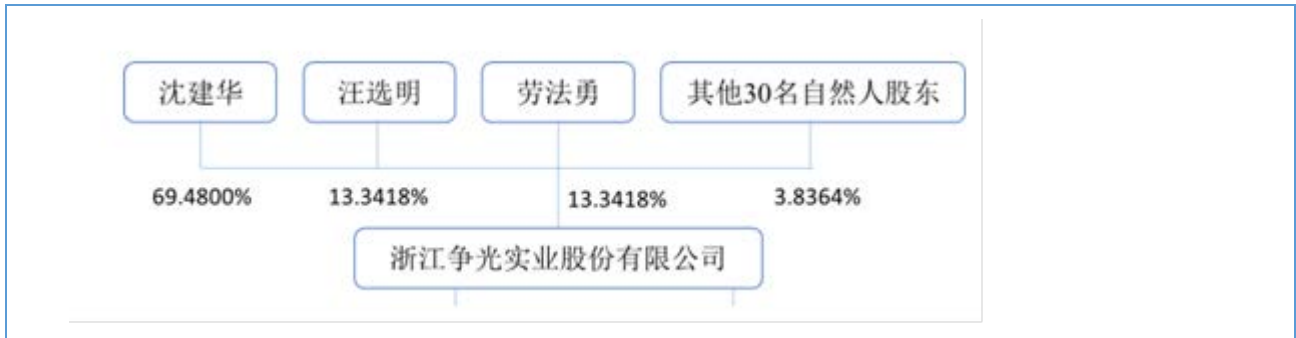 沈建华 汪选明 劳法勇 其他30名自然人股东
69.4800% 13.3418% 13.3418% 3.8364%
浙江争光实业股份有限公司